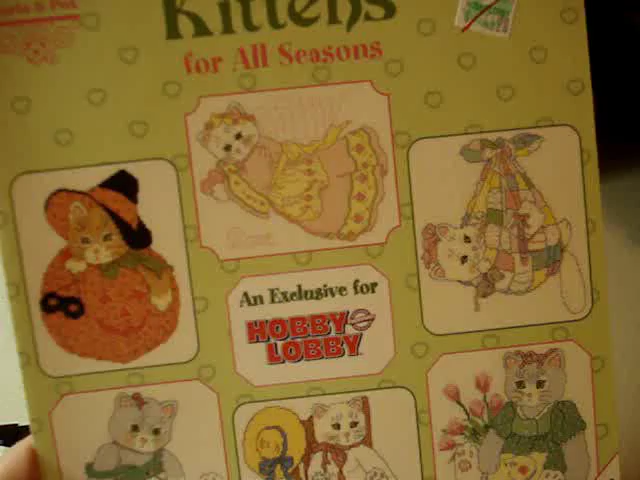 Kittens
for All Seasons
An Exclusive for
HOBBY
LOBBY